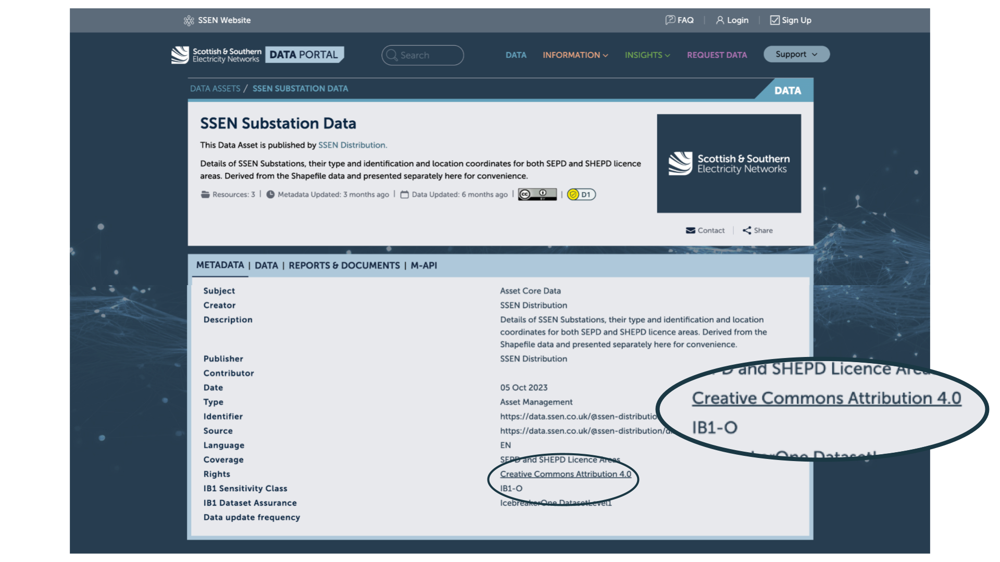 SSEN Website
FAQ
Login
Sign Up
Scottish & Southern
Electricity Networks
DATA PORTAL
Search
DATA
INFORMATION
INSIGHTS
REQUEST DATA
Support
DATA ASSETS / SSEN SUBSTATION DATA
DATA
SSEN Substation Data
This Data Asset is published by SSEN Distribution.
Details of SSEN Substations, their type and identification and location coordinates for both SEPD and SHEPD licence
areas. Derived from the Shapefile data and presented separately here for convenience.
Resources: 3 | Metadata Updated: 3 months ago | Data Updated: 6 months ago | cc BY | D1
Scottish & Southern
Electricity Networks
Contact
Share
METADATA | DATA | REPORTS & DOCUMENTS | M-API
Subject
Asset Core Data
Creator
SSEN Distribution
Description
Details of SSEN Substations, their type and identification and location
coordinates for both SEPD and SHEPD licence areas. Derived from the
Shapefile data and presented separately here for convenience.
Publisher
SSEN Distribution
Contributor
Date
05 Oct 2023
Type
Asset Management
Identifier
https://data.ssen.co.uk/@ssen-distributio
Source
https://data.ssen.co.uk/@ssen-distribution/
Language
EN
Coverage
SEPD and SHEPD Licence Areas
Rights
Creative Commons Attribution 4.0
IB1 Sensitivity Class
IB1-O
IB1 Dataset Assurance
IcebreakerOne.DatasetLevel1
Data update frequency
and SHEPD Licence Areas
Creative Commons Attribution 4.0
IB1-O